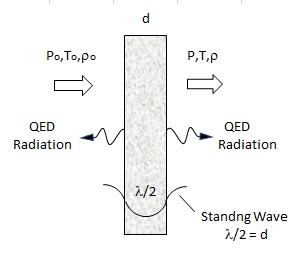 d
Po,To,ρo
P,T,ρ
QED
Radiation
QED
Radiation
λ/2
Standng Wave
λ/2 = d